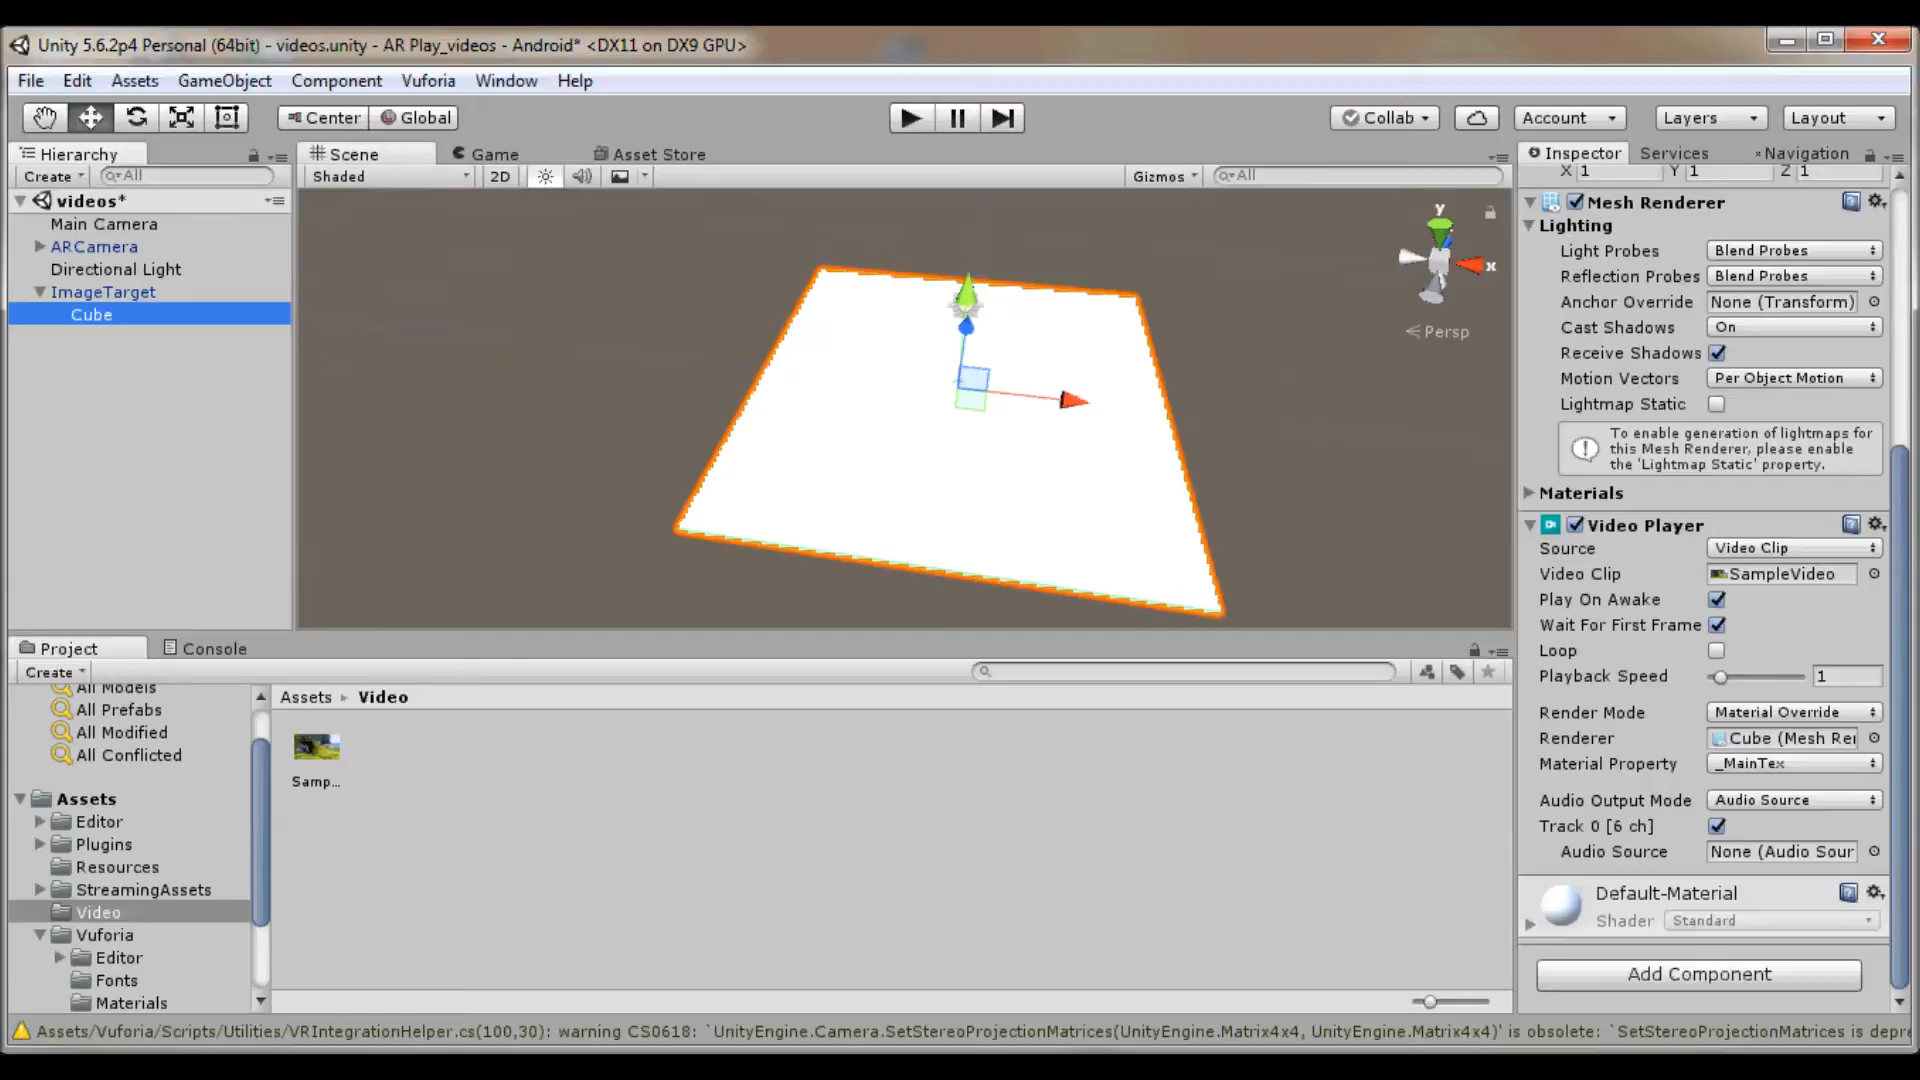 Unity 5.6.2p4 Personal (64bit) - videos.unity - AR Play_videos - Android* <DX11 on DX9 GPU>
File Edit Assets GameObject Component Vuforia Window Help
Center Global Collab Account Layers Layout
Hierarchy
Create All
videos*
Main Camera
ARCamera
Directional Light
ImageTarget
Cube
Scene Game Asset Store
Shaded 2D Gizmos All
y
x
Persp
Inspector Services Navigation
X 1 Y 1 Z 1
Mesh Renderer
Lighting
Light Probes Blend Probes
Reflection Probes Blend Probes
Anchor Override None (Transform)
Cast Shadows On
Receive Shadows
Motion Vectors Per Object Motion
Lightmap Static
To enable generation of lightmaps for
this Mesh Renderer, please enable
the 'Lightmap Static' property.
Materials
Video Player
Source Video Clip
Video Clip SampleVideo
Play On Awake
Wait For First Frame
Loop
Playback Speed 1
Render Mode Material Override
Renderer Cube (Mesh Rei
Material Property _MainTex
Audio Output Mode Audio Source
Track 0 [6 ch]
Audio Source None (Audio Sour
Default-Material
Shader Standard
Add Component
Project Console
Create
All Models
All Prefabs
All Modified
All Conflicted
Assets
Editor
Plugins
Resources
StreamingAssets
Video
Vuforia
Editor
Fonts
Materials
Assets Video
Samp...
Assets/Vuforia/Scripts/Utilities/VRIntegrationHelper.cs(100,30): warning CS0618: `UnityEngine.Camera.SetStereoProjectionMatrices(UnityEngine.Matrix4x4, UnityEngine.Matrix4x4)' is obsolete: `SetStereoProjectionMatrices is depre